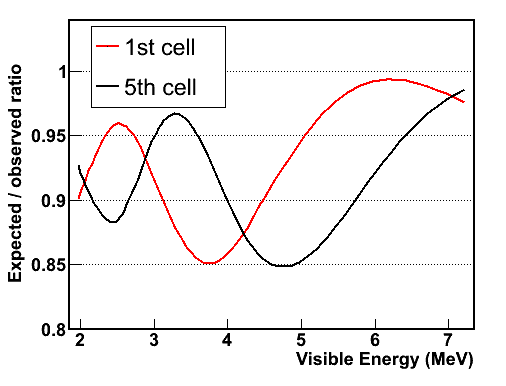 1st cell
5th cell
Expected / observed ratio
1
0.95
0.9
0.85
0.8
2 3 4 5 6 7
Visible Energy (MeV)